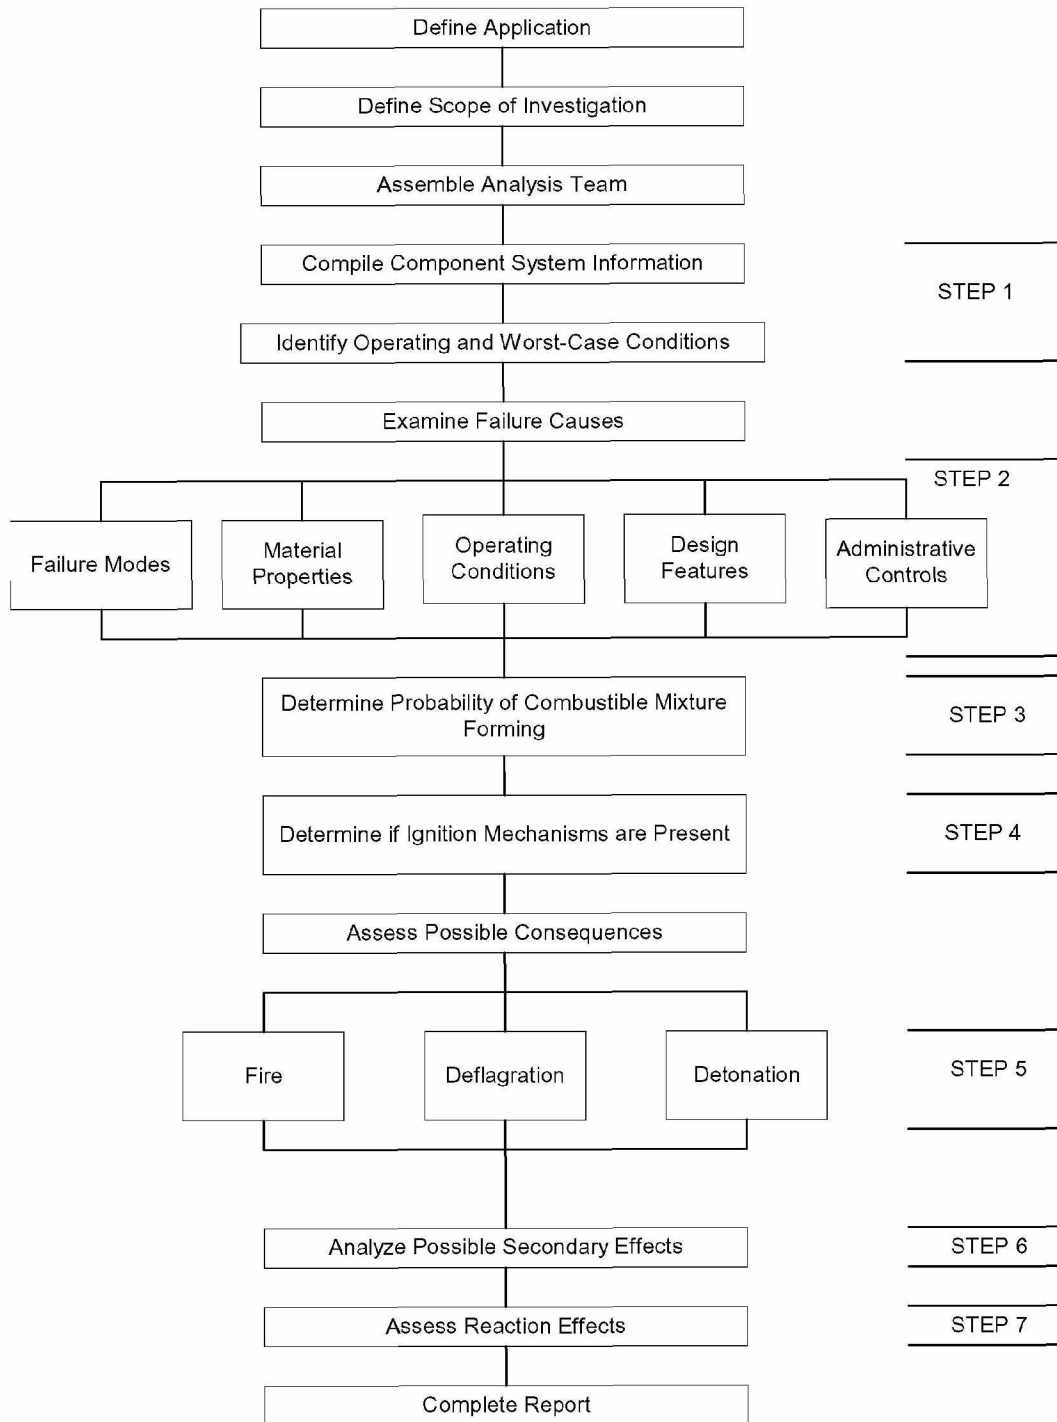 Define Application
Define Scope of Investigation
Assemble Analysis Team
Compile Component System Information
STEP 1
Identify Operating and Worst-Case Conditions
Examine Failure Causes
STEP 2
Failure Modes
Material
Properties
Operating
Conditions
Design
Features
Administrative
Controls
Determine Probability of Combustible Mixture
Forming
STEP 3
Determine if Ignition Mechanisms are Present
STEP 4
Assess Possible Consequences
Fire
Deflagration
Detonation
STEP 5
Analyze Possible Secondary Effects
STEP 6
Assess Reaction Effects
STEP 7
Complete Report